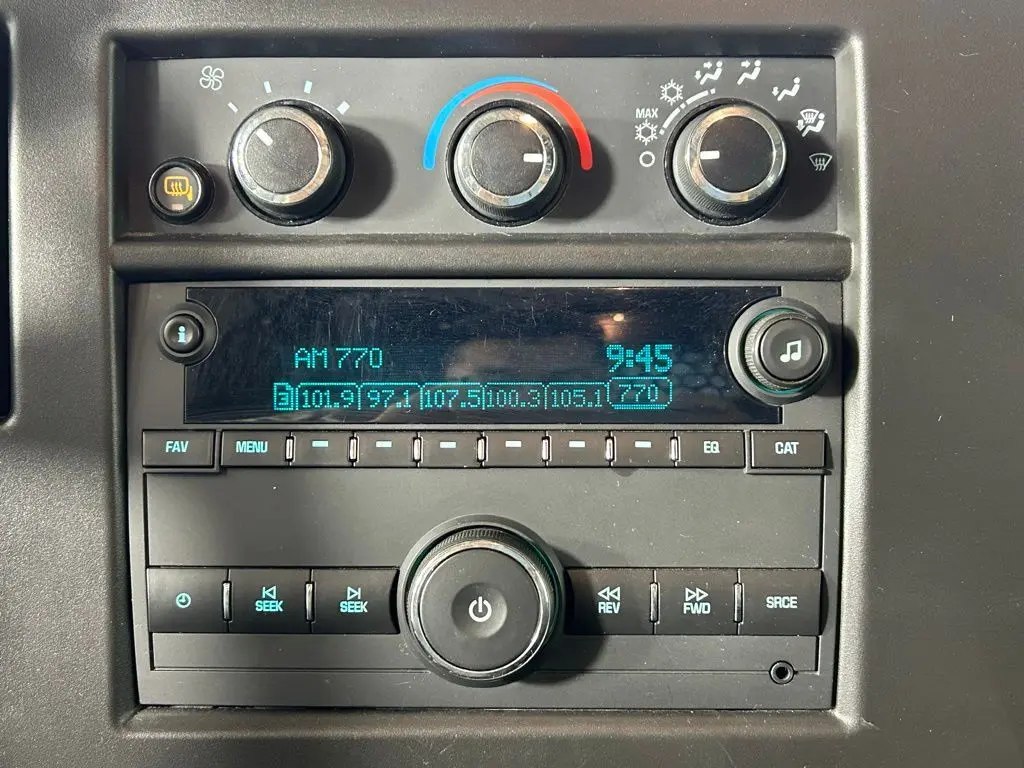 MAX
i
AM 770 9:45
3 101.9 97.1 107.5 100.3 105.1 770
FAV MENU EQ CAT
SEEK SEEK REV FWD SRCE